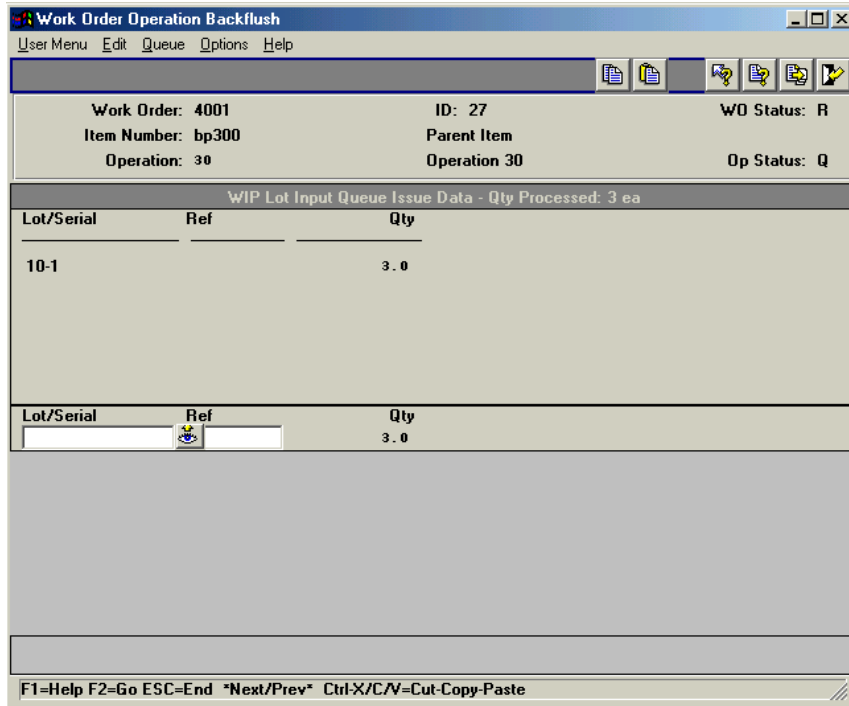 Work Order Operation Backflush
User Menu Edit Queue Options Help
Work Order: 4001 ID: 27 WO Status: R
Item Number: bp300 Parent Item
Operation: 30 Operation 30 Op Status: Q
WIP Lot Input Queue Issue Data - Qty Processed: 3 ea
Lot/Serial Ref Qty
10-1 3.0
Lot/Serial Ref Qty
3.0
F1=Help F2=Go ESC=End *Next/Prev* Ctrl-X/C/V=Cut-Copy-Paste